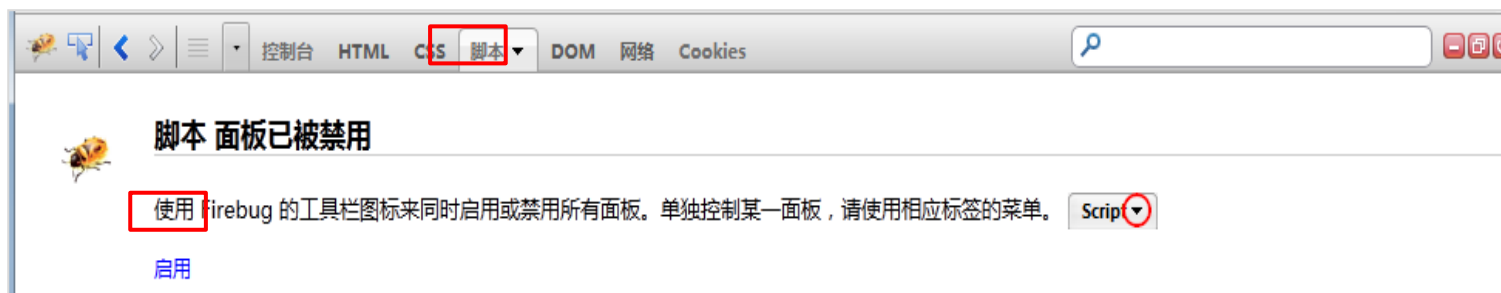 控制台 HTML CSS 脚本 DOM 网络 Cookies
脚本 面板已被禁用
使用 Firebug 的工具栏图标来同时启用或禁用所有面板。单独控制某一面板，请使用相应标签的菜单。 Script
启用